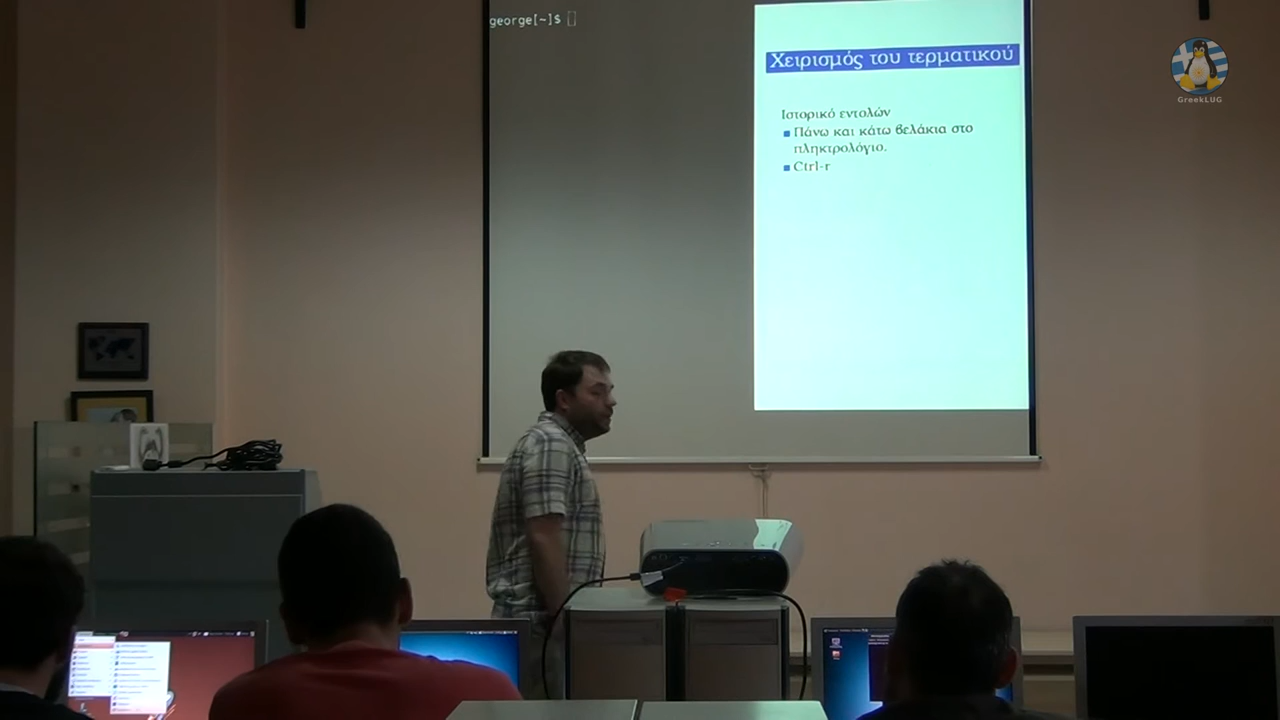 george[~]$
Χειρισμός του τερματικού
Ιστορικό εντολών
Πάνω και κάτω βελάκια στο
πληκτρολόγιο.
Ctrl-r
GreekLUG